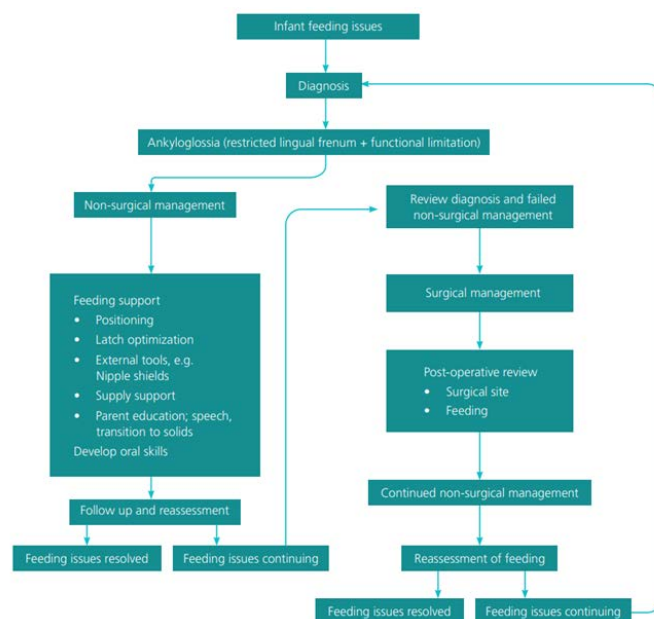 Infant feeding issues
Diagnosis
Ankyloglossia (restricted lingual frenum + functional limitation)
Non-surgical management
Feeding support
• Positioning
• Latch optimization
• External tools, e.g.
Nipple shields
• Supply support
• Parent education; speech,
transition to solids
Develop oral skills
Follow up and reassessment
Feeding issues resolved
Feeding issues continuing
Review diagnosis and failed
non-surgical management
Surgical management
Post-operative review
• Surgical site
• Feeding
Continued non-surgical management
Reassessment of feeding
Feeding issues resolved
Feeding issues continuing